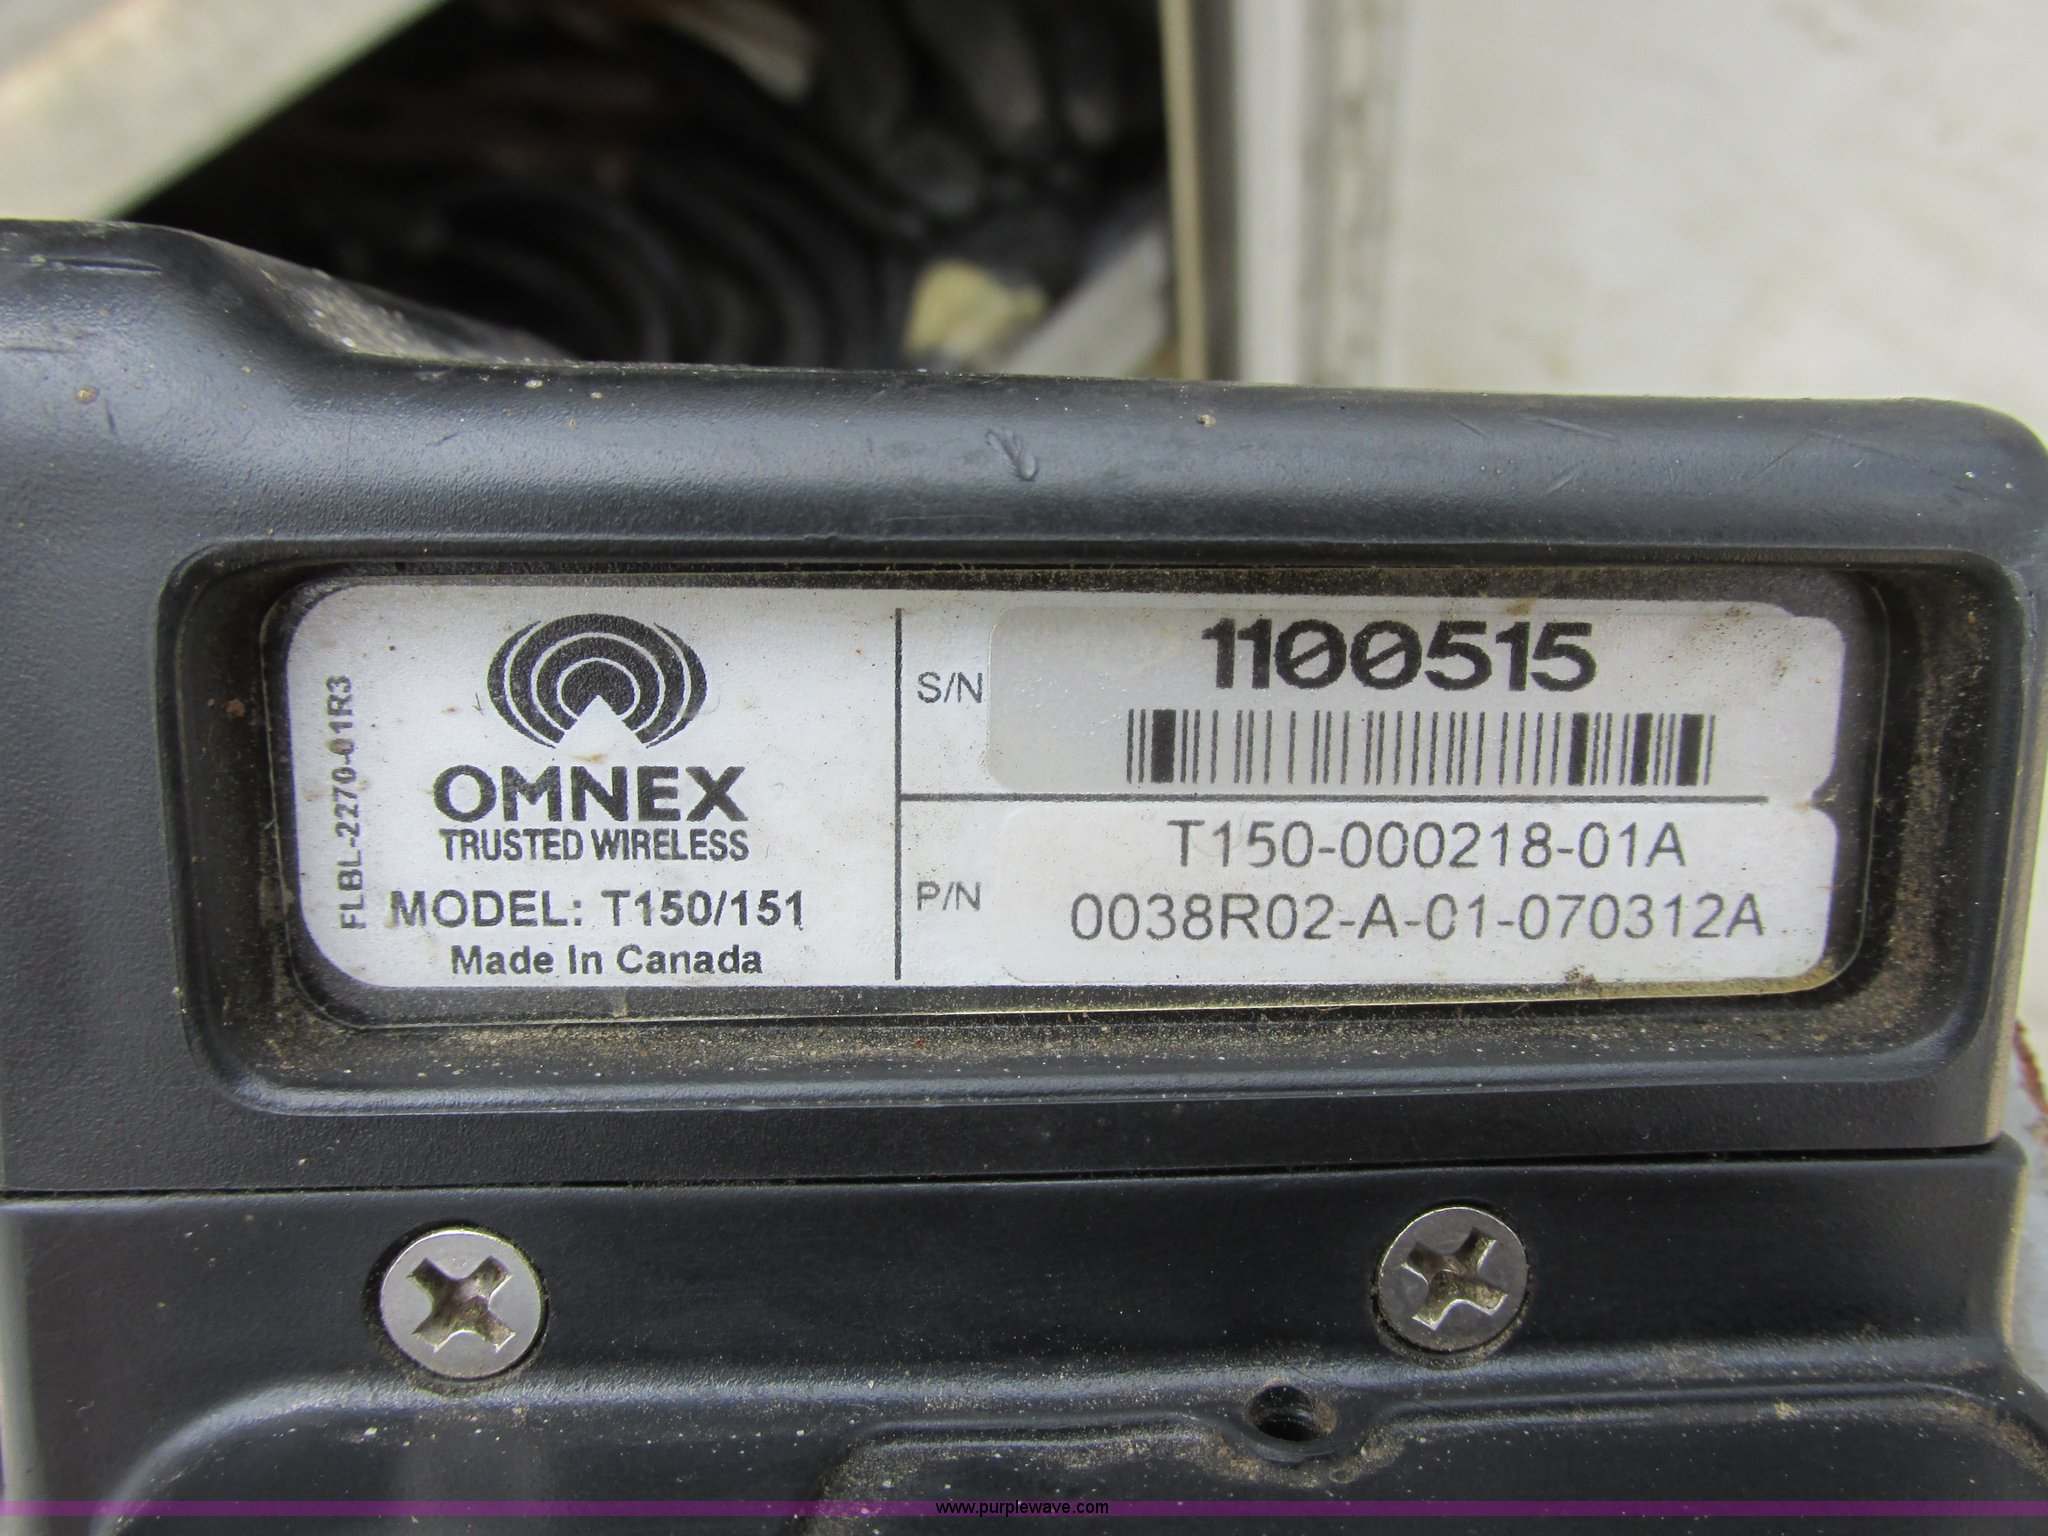 FLBL-2270-01R3
OMNEX
TRUSTED WIRELESS
MODEL: T150/151
Made In Canada
S/N
1100515
P/N
T150-000218-01A
0038R02-A-01-070312A
www.purplewave.com